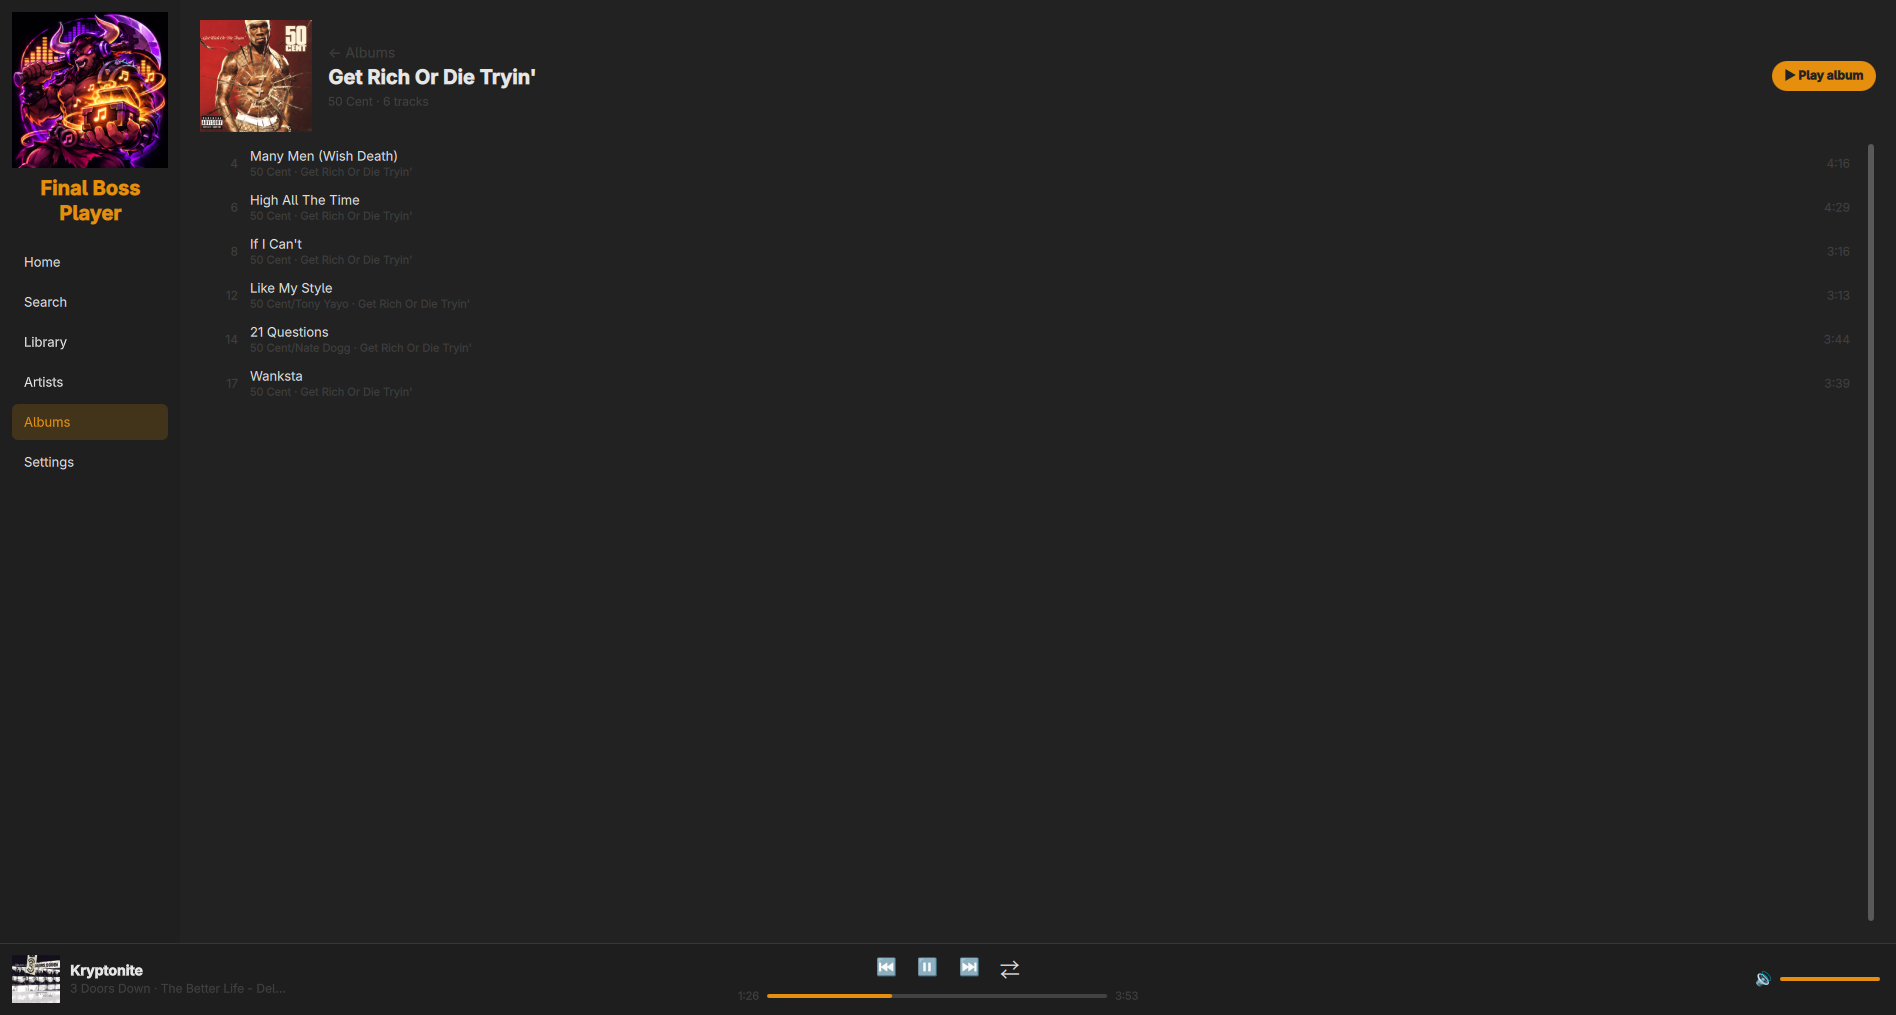 Final Boss
Player
Home
Search
Library
Artists
Albums
Settings
50
CENT
← Albums
Get Rich Or Die Tryin'
50 Cent · 6 tracks
▶ Play album
4 Many Men (Wish Death) 4:16
50 Cent · Get Rich Or Die Tryin'
6 High All The Time 4:29
50 Cent · Get Rich Or Die Tryin'
8 If I Can't 3:16
50 Cent · Get Rich Or Die Tryin'
12 Like My Style 3:13
50 Cent/Tony Yayo · Get Rich Or Die Tryin'
14 21 Questions 3:44
50 Cent/Nate Dogg · Get Rich Or Die Tryin'
17 Wanksta 3:39
50 Cent · Get Rich Or Die Tryin'
Kryptonite
3 Doors Down · The Better Life - Del...
1:26 3:53